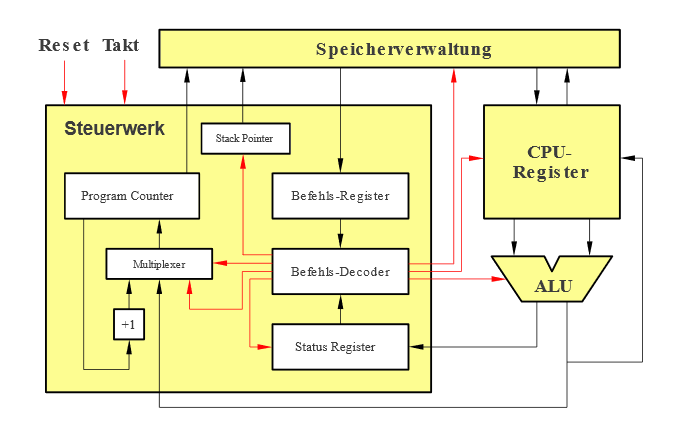 Speicherverwaltung
Reset Takt
Steuerwerk
Stack Pointer
CPU-
Register
Program Counter
Befehls-Register
Multiplexer
Befehls-Decoder
ALU
+1
Status Register